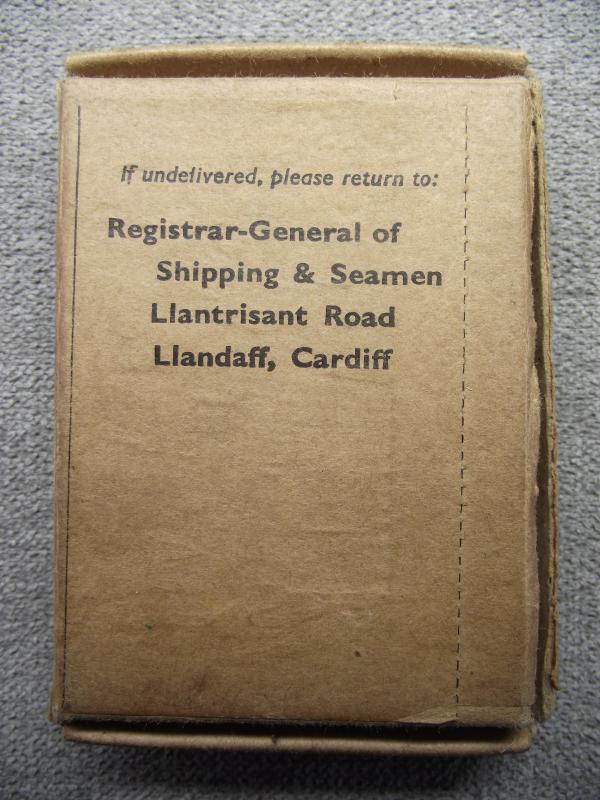 If undelivered, please return to:
Registrar-General of
Shipping & Seamen
Llantrisant Road
Llandaff, Cardiff